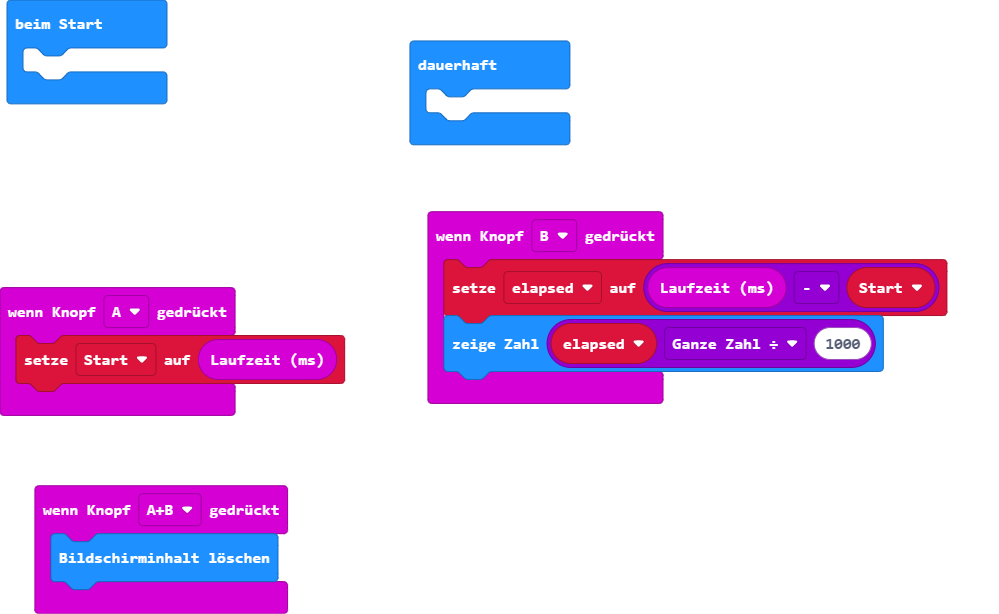 beim Start
dauerhaft
wenn Knopf B gedrückt
setze elapsed auf Laufzeit (ms) - Start
zeige Zahl elapsed Ganze Zahl ÷ 1000
wenn Knopf A gedrückt
setze Start auf Laufzeit (ms)
wenn Knopf A+B gedrückt
Bildschirminhalt löschen